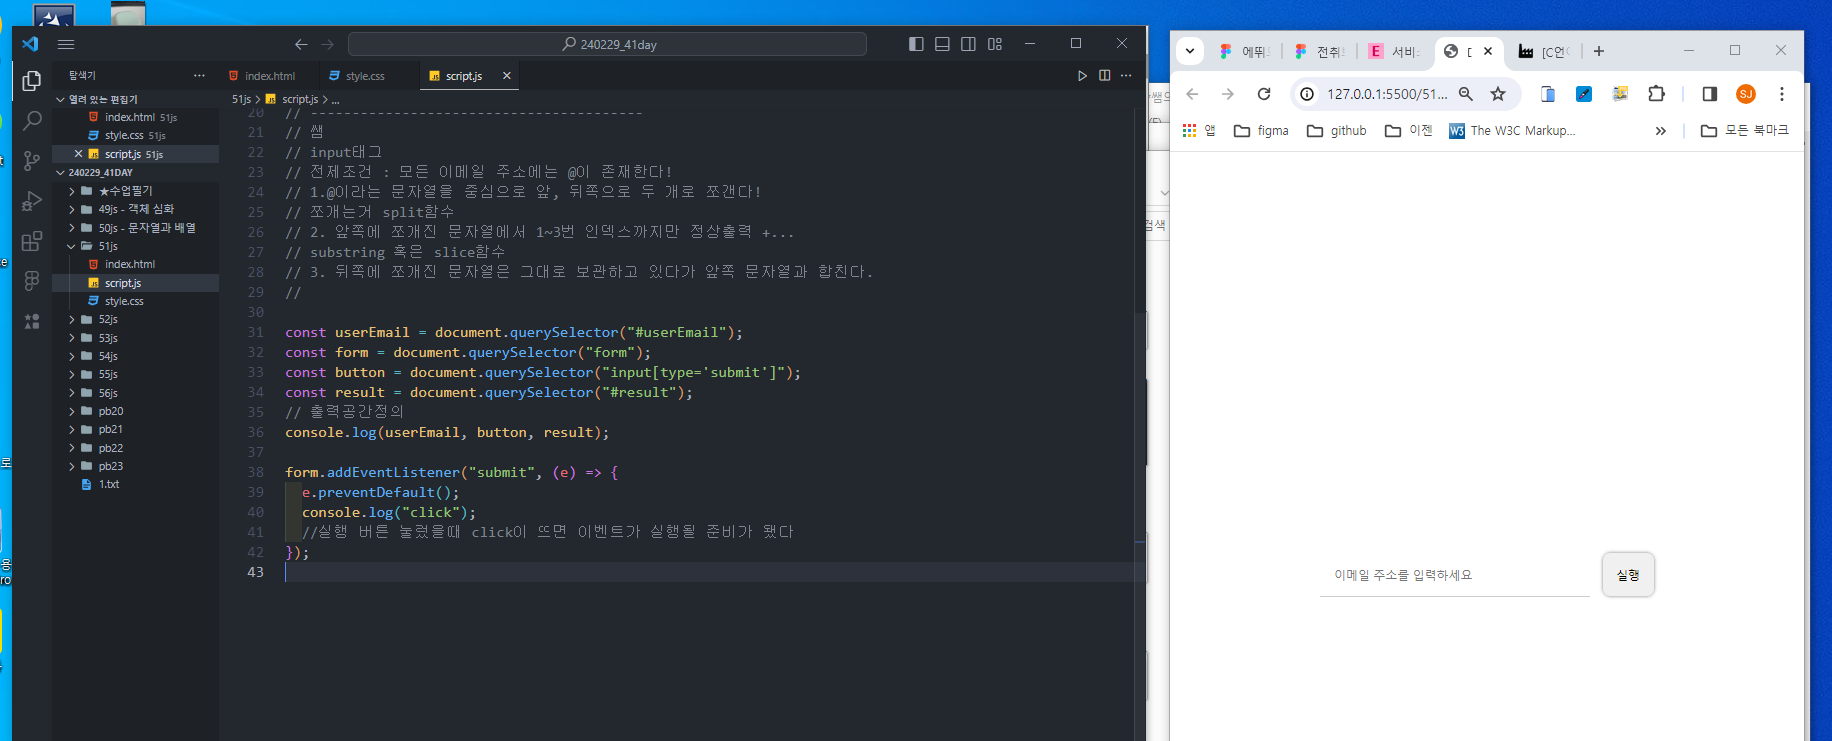 240229_41day
탐색기
index.html
style.css
script.js
51js > script.js > ...
열려 있는 편집기
index.html 51js
style.css 51js
script.js 51js
240229_41DAY
★수업필기
49js - 객체 심화
50js - 문자열과 배열
51js
index.html
script.js
style.css
52js
53js
54js
55js
56js
pb20
pb21
pb22
pb23
1.txt
20 // ----------------------------------------
21 // 쌤
22 // input태그
23 // 전제조건 : 모든 이메일 주소에는 @이 존재한다!
24 // 1.@이라는 문자열을 중심으로 앞, 뒤쪽으로 두 개로 쪼갠다!
25 // 쪼개는거 split함수
26 // 2. 앞쪽에 쪼개진 문자열에서 1~3번 인덱스까지만 정상출력 +...
27 // substring 혹은 slice함수
28 // 3. 뒤쪽에 쪼개진 문자열은 그대로 보관하고 있다가 앞쪽 문자열과 합친다.
29 //
30
31 const userEmail = document.querySelector("#userEmail");
32 const form = document.querySelector("form");
33 const button = document.querySelector("input[type='submit']");
34 const result = document.querySelector("#result");
35 // 출력공간정의
36 console.log(userEmail, button, result);
37
38 form.addEventListener("submit", (e) => {
39 e.preventDefault();
40 console.log("click");
41 //실행 버튼 눌렀을때 click이 뜨면 이벤트가 실행될 준비가 됐다
42 });
43
에뛰
전취
서비
[C언
127.0.0.1:5500/51...
SJ
앱
figma
github
이젠
The W3C Markup...
모든 북마크
검색
이메일 주소를 입력하세요
실행